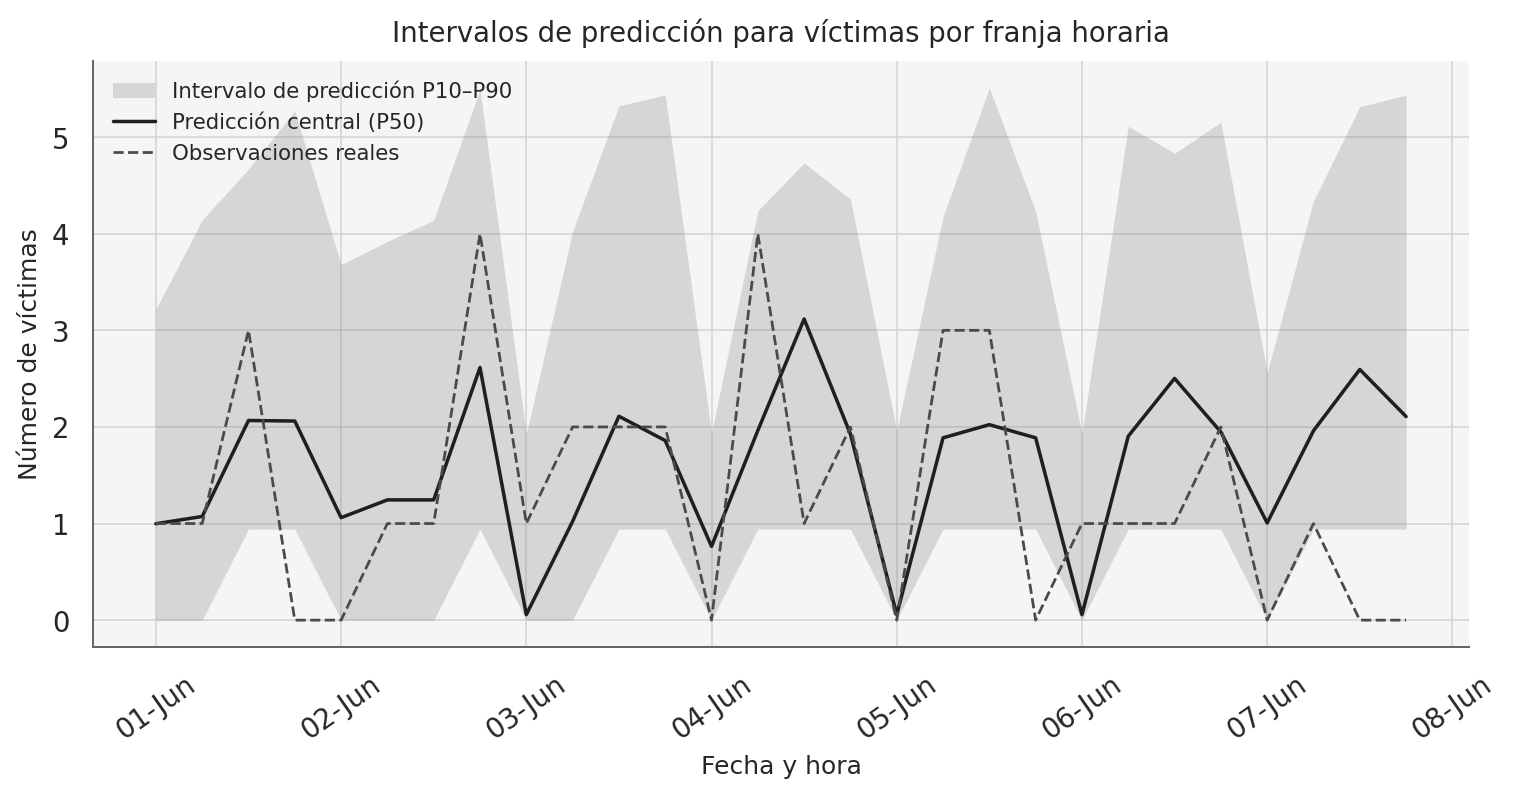 Intervalos de predicción para víctimas por franja horaria
Intervalo de predicción P10–P90
Predicción central (P50)
Observaciones reales
Número de víctimas
5
4
3
2
1
0
01-Jun
02-Jun
03-Jun
04-Jun
05-Jun
06-Jun
07-Jun
08-Jun
Fecha y hora